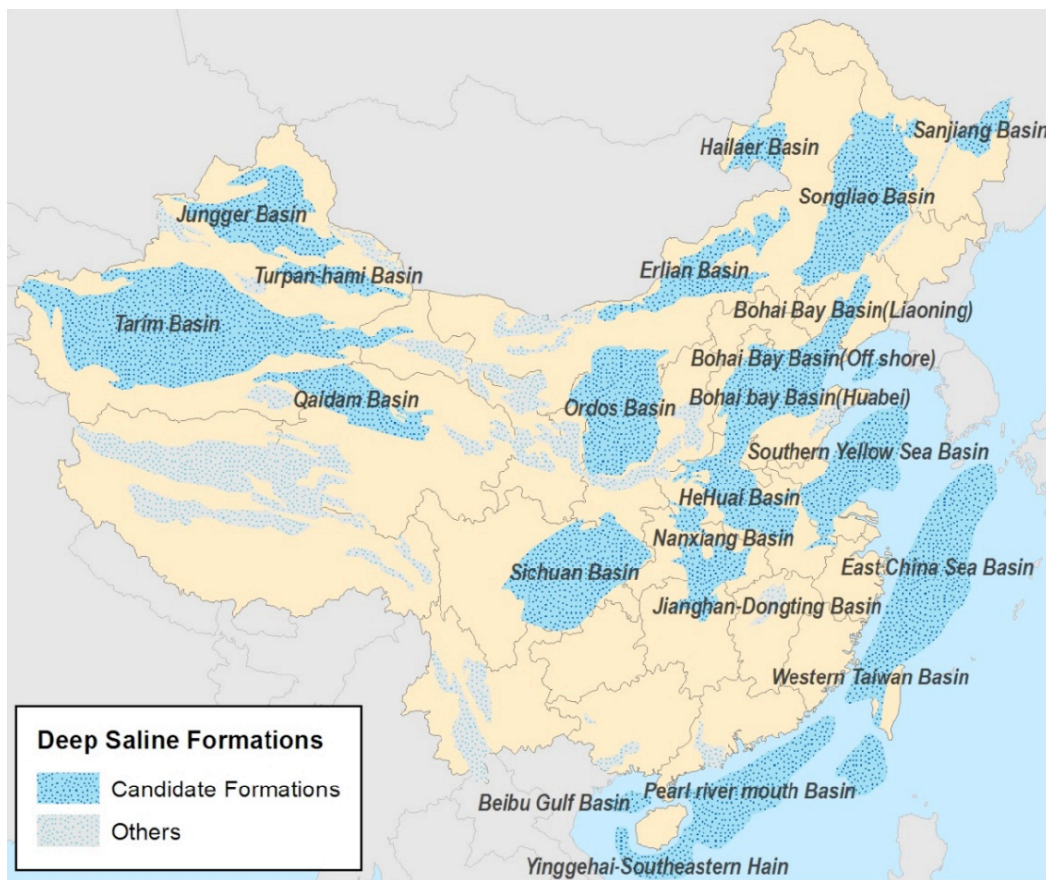 Sanjiang Basin
Hailaer Basin
Songliao Basin
Jungger Basin
Erlian Basin
Turpan-hami Basin
Bohai Bay Basin(Liaoning)
Tarim Basin
Bohai Bay Basin(Off shore)
Qaidam Basin
Ordos Basin
Bohai bay Basin(Huabei)
Southern Yellow Sea Basin
HeHuai Basin
Nanxiang Basin
Sichuan Basin
East China Sea Basin
Jianghan-Dongting Basin
Western Taiwan Basin
Deep Saline Formations
Candidate Formations
Others
Beibu Gulf Basin
Pearl river mouth Basin
Yinggehai-Southeastern Hain